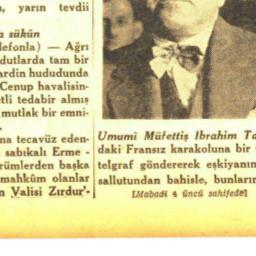 , yarın tevdii
sükûn
lefonla) — Ağrı
dutlarda tam bir
ardin hududunda
Cenup havalisin-
tli tedabir almış
mutlak bir emni-
na tecavüz eden-
sabıkalı Erme -
rümlerden başka
mahkûm olanlar
n Valisi Zırdur'-
Umumî Müfettiş Ibrahim Ta
daki Fransız karakoluna bir
telgraf göndererek eşkiyanın
sallutundan bahisle, bunların
[Mabadi 4 üncü sahifede]